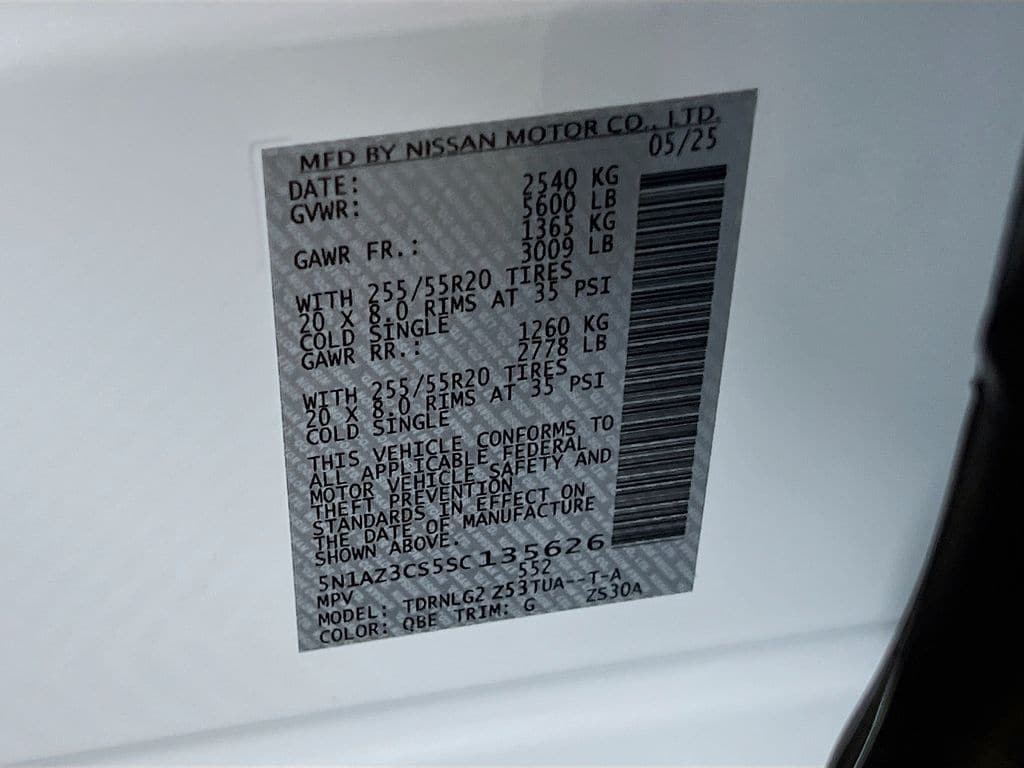 MFD BY NISSAN MOTOR CO., LTD.
DATE: 05/25
GVWR: 2540 KG
5600 LB
GAWR FR.: 1365 KG
3009 LB
WITH 255/55R20 TIRES
20 X 8.0 RIMS AT 35 PSI
COLD SINGLE
GAWR RR.: 1260 KG
2778 LB
WITH 255/55R20 TIRES
20 X 8.0 RIMS AT 35 PSI
COLD SINGLE
THIS VEHICLE CONFORMS TO
ALL APPLICABLE FEDERAL
MOTOR VEHICLE SAFETY AND
THEFT PREVENTION
STANDARDS IN EFFECT ON
THE DATE OF MANUFACTURE
SHOWN ABOVE.
5N1AZ3CS5SC135626
MPV 552
MODEL: TDRNLG2 Z53TUA--T-A
COLOR: QBE TRIM: G ZS30A